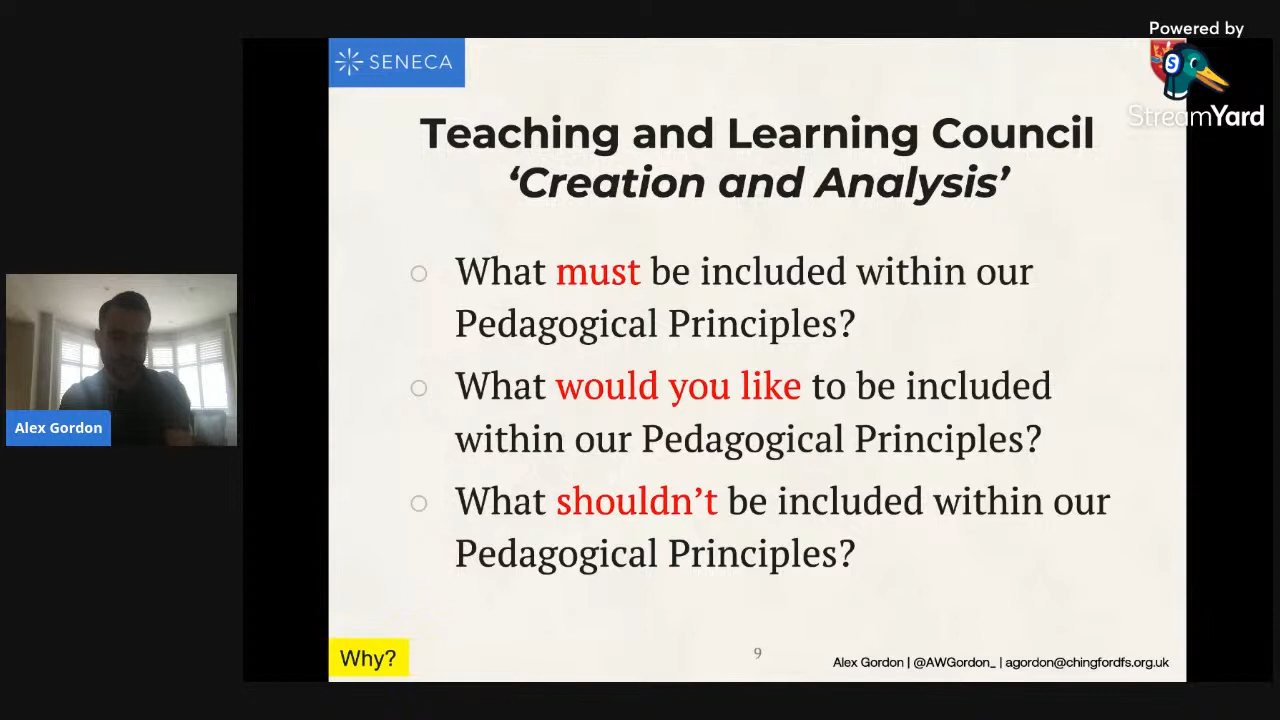 Powered by
StreamYard
SENECA
Teaching and Learning Council
‘Creation and Analysis’
What must be included within our
Pedagogical Principles?
What would you like to be included
within our Pedagogical Principles?
What shouldn’t be included within our
Pedagogical Principles?
Alex Gordon
Why?
9
Alex Gordon | @AWGordon_ | agordon@chingfordfs.org.uk